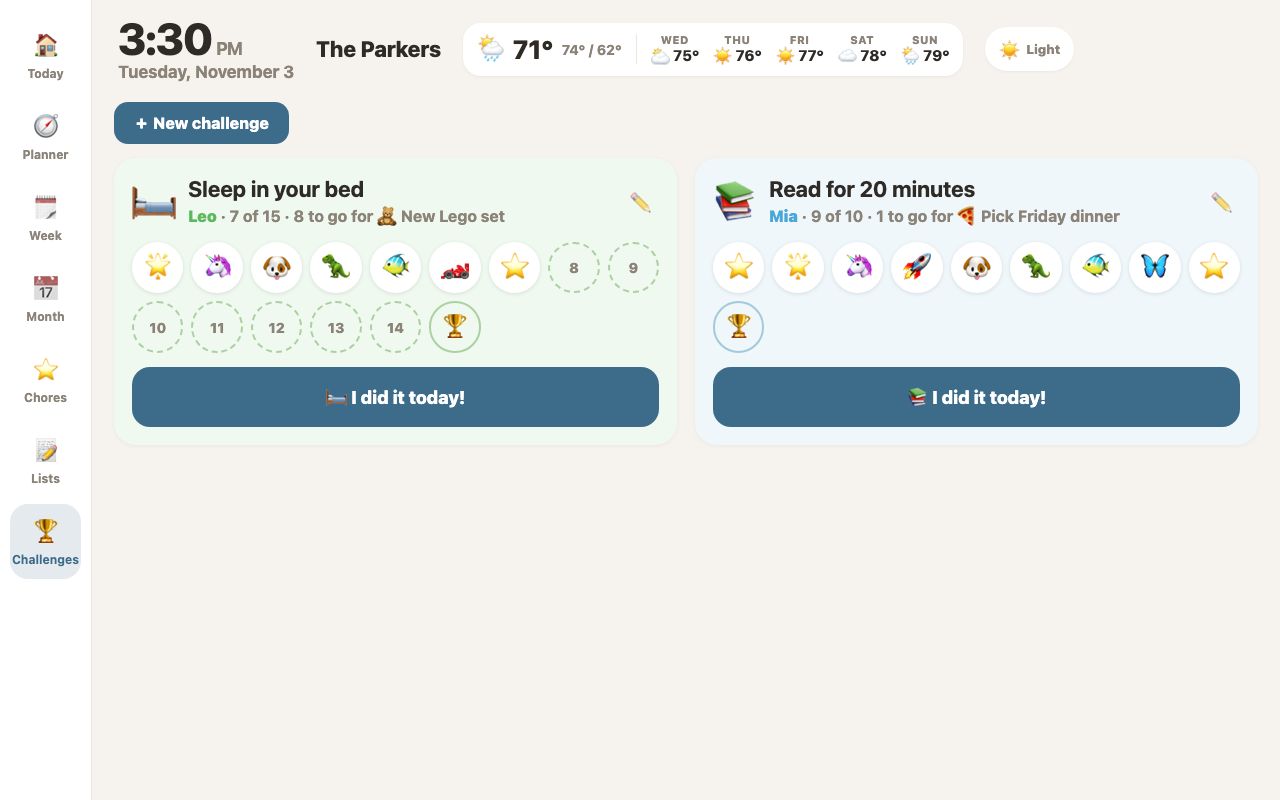 Today
Planner
Week
17
Month
Chores
Lists
Challenges
3:30 PM
Tuesday, November 3
The Parkers
71° 74° / 62°
WED 75°
THU 76°
FRI 77°
SAT 78°
SUN 79°
Light
+ New challenge
Sleep in your bed
Leo · 7 of 15 · 8 to go for New Lego set
8 9
10 11 12 13 14
I did it today!
Read for 20 minutes
Mia · 9 of 10 · 1 to go for Pick Friday dinner
I did it today!